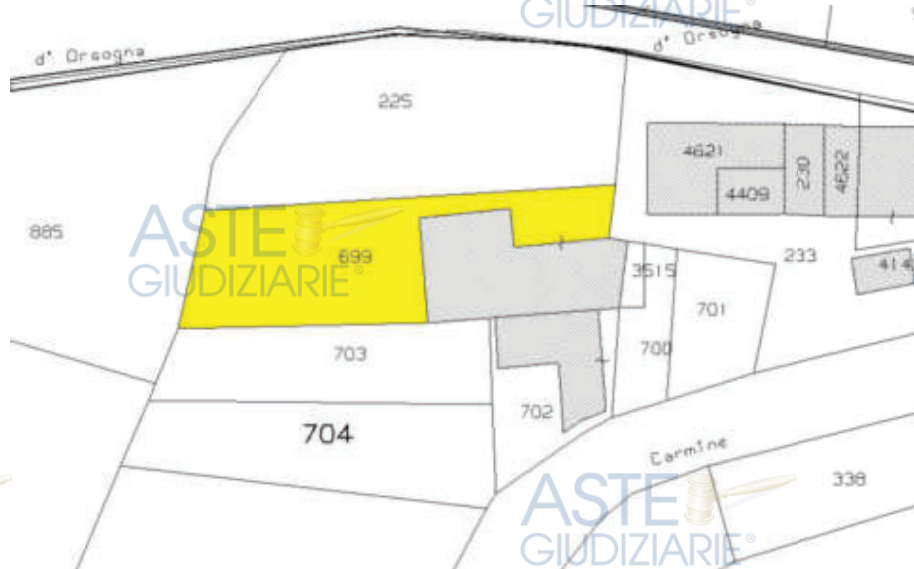 GIUDIZIARIE®
d' Orsogna
d' Orsogna
225
4621
230
4622
4409
885
ASTE
GIUDIZIARIE®
699
3515
233
414
701
703
700
702
704
Carmine
338
ASTE
GIUDIZIARIE®